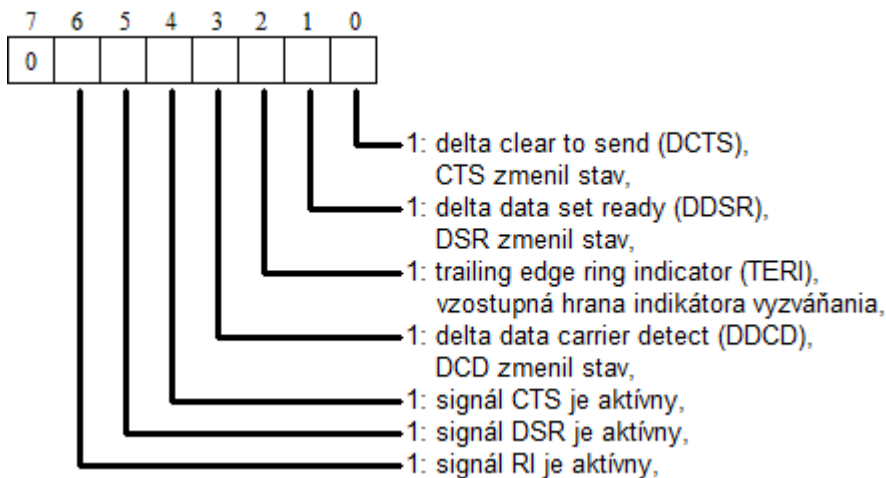 7 6 5 4 3 2 1 0
0
1: delta clear to send (DCTS),
CTS zmenil stav,
1: delta data set ready (DDSR),
DSR zmenil stav,
1: trailing edge ring indicator (TERI),
vzostupná hrana indikátora vyzváňania,
1: delta data carrier detect (DDCD),
DCD zmenil stav,
1: signál CTS je aktívny,
1: signál DSR je aktívny,
1: signál RI je aktívny,